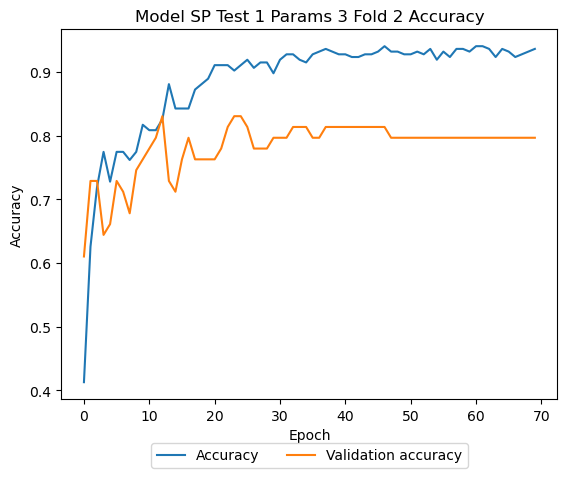 Model SP Test 1 Params 3 Fold 2 Accuracy
Accuracy
0.9
0.8
0.7
0.6
0.5
0.4
0 10 20 30 40 50 60 70
Epoch
Accuracy Validation accuracy